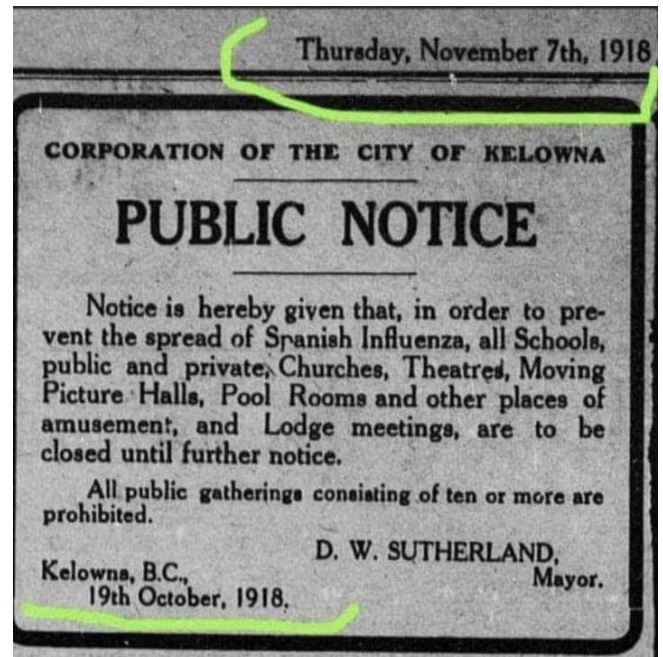 Thursday, November 7th, 1918
CORPORATION OF THE CITY OF KELOWNA
PUBLIC NOTICE
Notice is hereby given that, in order to pre-
vent the spread of Spanish Influenza, all Schools,
public and private, Churches, Theatres, Moving
Picture Halls, Pool Rooms and other places of
amusement, and Lodge meetings, are to be
closed until further notice.
All public gatherings consisting of ten or more are
prohibited.
D. W. SUTHERLAND,
Mayor.
Kelowna, B.C.,
19th October, 1918.